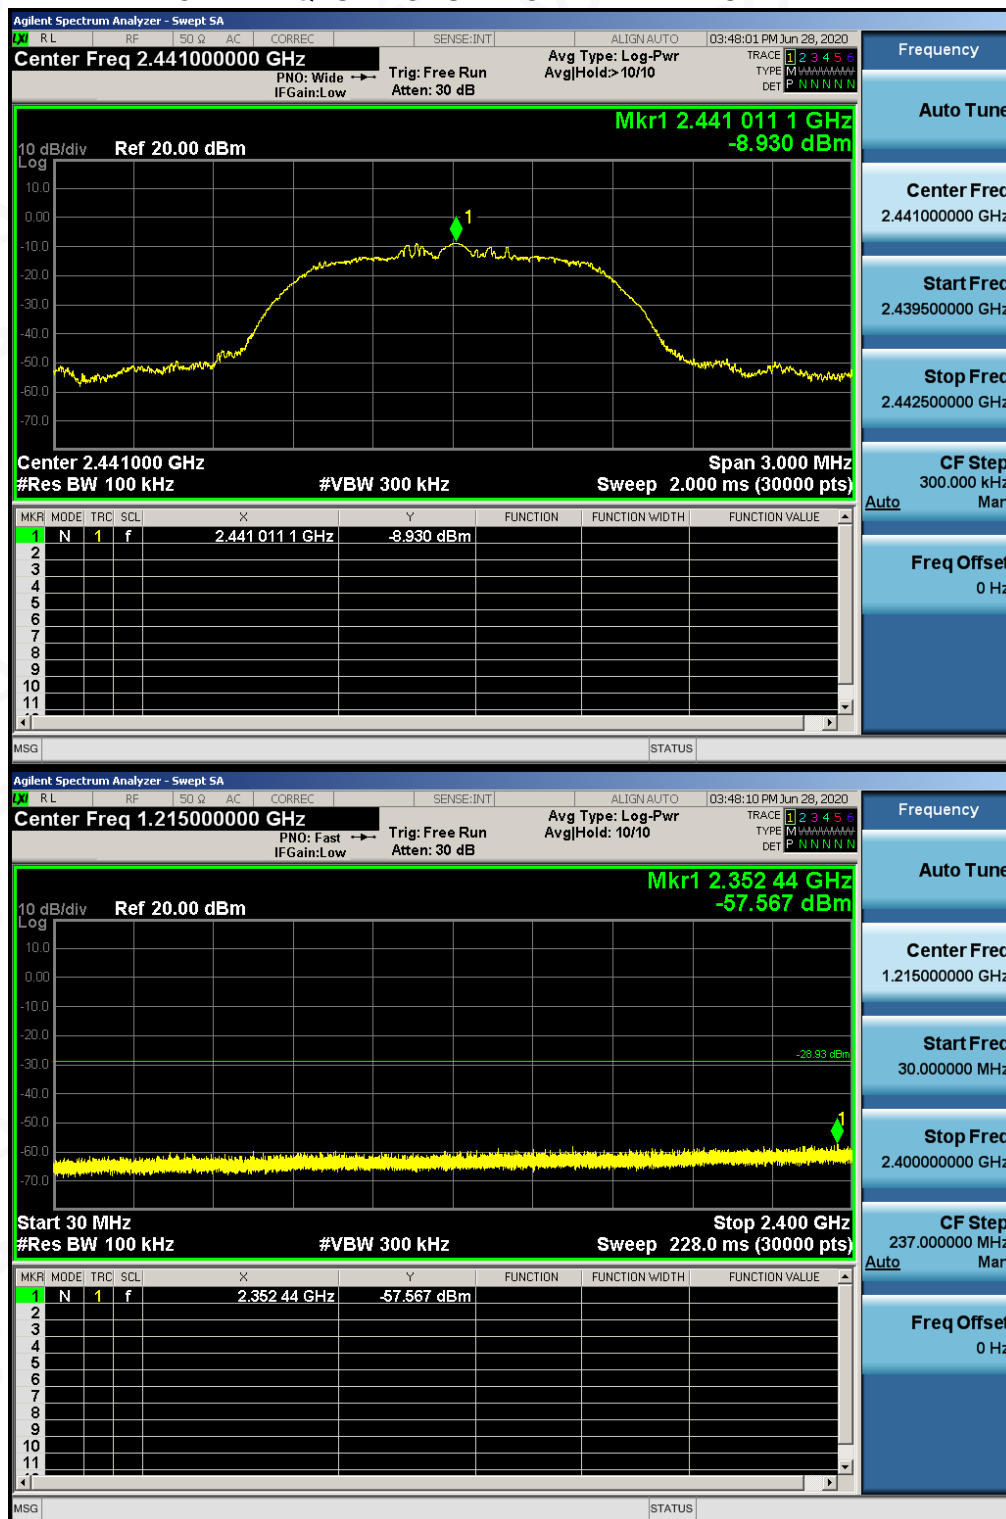 Agilent Spectrum Analyzer - Swept SA
LXI RL RF 50 Ω AC CORREC SENSE:INT ALIGNAUTO 03:48:01 PM Jun 28, 2020
Center Freq 2.441000000 GHz
PNO: Wide
IFGain:Low
Trig: Free Run
Atten: 30 dB
Avg Type: Log-Pwr
Avg|Hold:>10/10
TRACE 1 2 3 4 5 6
TYPE M WWWWW
DET P N N N N N
Mkr1 2.441 011 1 GHz
-8.930 dBm
10 dB/div Ref 20.00 dBm
Log
10.0
0.00
-10.0
-20.0
-30.0
-40.0
-50.0
-60.0
-70.0
1
Center 2.441000 GHz Span 3.000 MHz
#Res BW 100 kHz #VBW 300 kHz Sweep 2.000 ms (30000 pts)
MKR MODE TRC SCL X Y FUNCTION FUNCTION WIDTH FUNCTION VALUE
1 N 1 f 2.441 011 1 GHz -8.930 dBm
2
3
4
5
6
7
8
9
10
11
MSG STATUS
Frequency
Auto Tune
Center Freq
2.441000000 GHz
Start Freq
2.439500000 GHz
Stop Freq
2.442500000 GHz
CF Step
300.000 kHz
Auto Man
Freq Offset
0 Hz
Agilent Spectrum Analyzer - Swept SA
LXI RL RF 50 Ω AC CORREC SENSE:INT ALIGNAUTO 03:48:10 PM Jun 28, 2020
Center Freq 1.215000000 GHz
PNO: Fast
IFGain:Low
Trig: Free Run
Atten: 30 dB
Avg Type: Log-Pwr
Avg|Hold: 10/10
TRACE 1 2 3 4 5 6
TYPE M WWWWW
DET P N N N N N
Mkr1 2.352 44 GHz
-57.567 dBm
10 dB/div Ref 20.00 dBm
Log
10.0
0.00
-10.0
-20.0
-30.0
-40.0
-50.0
-60.0
-70.0
-28.93 dBm
1
Start 30 MHz Stop 2.400 GHz
#Res BW 100 kHz #VBW 300 kHz Sweep 228.0 ms (30000 pts)
MKR MODE TRC SCL X Y FUNCTION FUNCTION WIDTH FUNCTION VALUE
1 N 1 f 2.352 44 GHz -57.567 dBm
2
3
4
5
6
7
8
9
10
11
MSG STATUS
Frequency
Auto Tune
Center Freq
1.215000000 GHz
Start Freq
30.000000 MHz
Stop Freq
2.400000000 GHz
CF Step
237.000000 MHz
Auto Man
Freq Offset
0 Hz